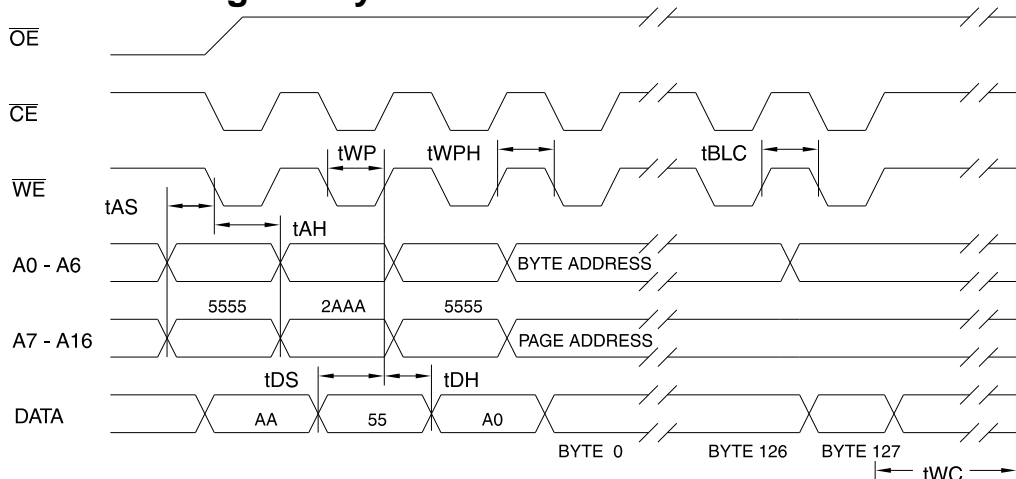 OE
CE
tWP tWPH tBLC
WE
tAS
tAH
A0 - A6 BYTE ADDRESS
5555 2AAA 5555
A7 - A16 PAGE ADDRESS
tDS tDH
DATA AA 55 A0
BYTE 0 BYTE 126 BYTE 127
tWC